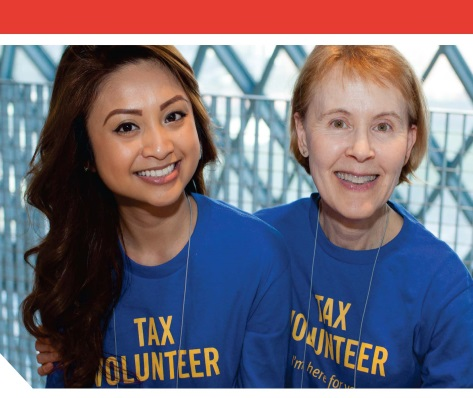 TAX
VOLUNTEER
TAX
VOLUNTEER
I'm here for